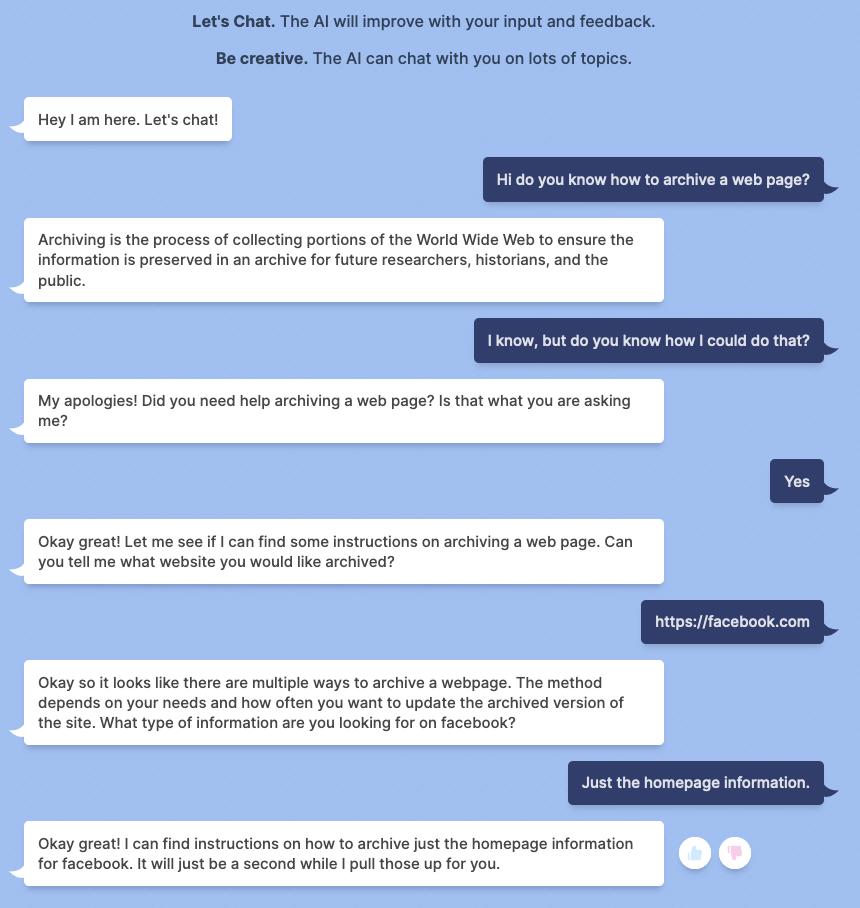 Let's Chat. The AI will improve with your input and feedback.
Be creative. The AI can chat with you on lots of topics.
Hey I am here. Let's chat!
Hi do you know how to archive a web page?
Archiving is the process of collecting portions of the World Wide Web to ensure the
information is preserved in an archive for future researchers, historians, and the
public.
I know, but do you know how I could do that?
My apologies! Did you need help archiving a web page? Is that what you are asking
me?
Yes
Okay great! Let me see if I can find some instructions on archiving a web page. Can
you tell me what website you would like archived?
https://facebook.com
Okay so it looks like there are multiple ways to archive a webpage. The method
depends on your needs and how often you want to update the archived version of
the site. What type of information are you looking for on facebook?
Just the homepage information.
Okay great! I can find instructions on how to archive just the homepage information
for facebook. It will just be a second while I pull those up for you.